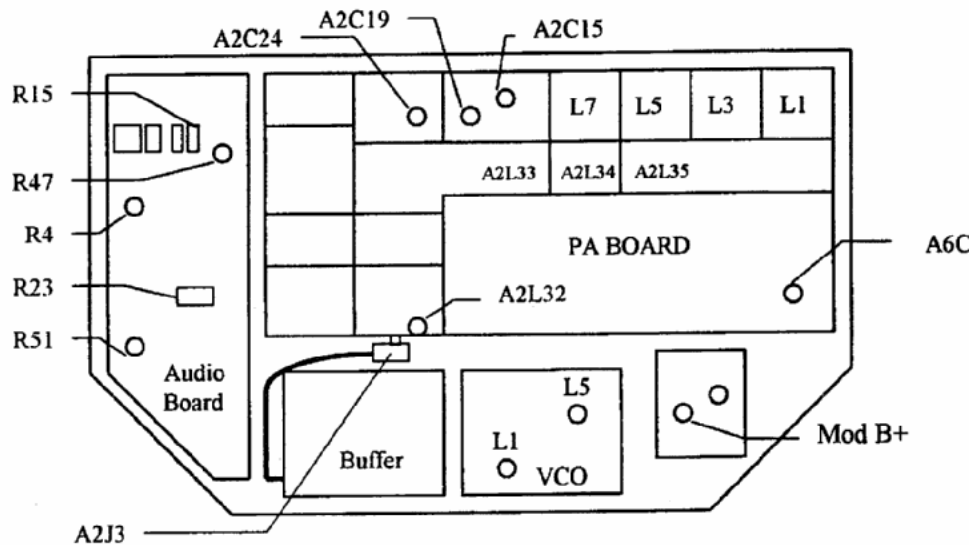 A2C19
A2C15
A2C24
R15
L7
L5
L3
L1
R47
A2L33
A2L34
A2L35
R4
PA BOARD
A6C
R23
A2L32
R51
Audio
Board
L5
Mod B+
L1
Buffer
VCO
A2J3